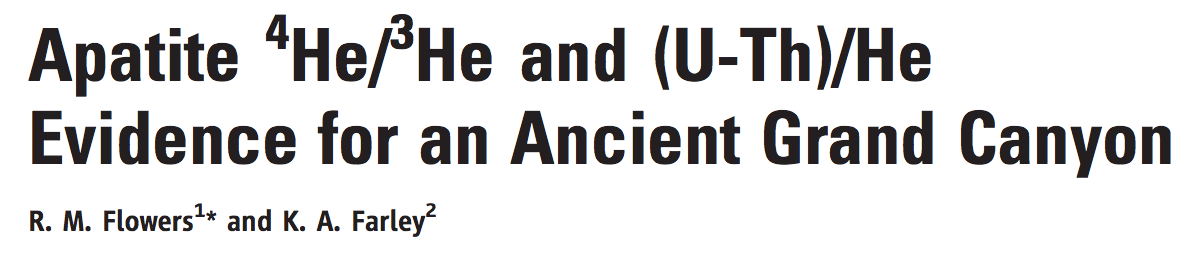 Apatite ⁴He/³He and (U-Th)/He
Evidence for an Ancient Grand Canyon
R. M. Flowers¹* and K. A. Farley²